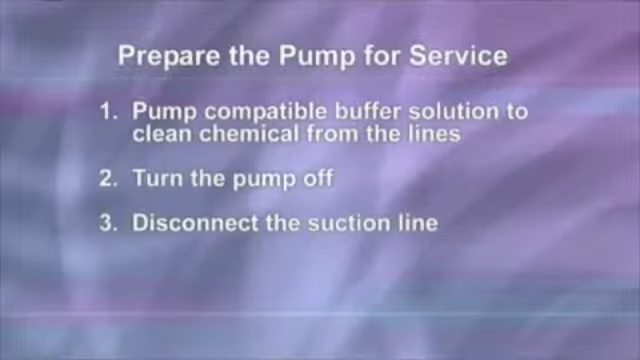 Prepare the Pump for Service
1. Pump compatible buffer solution to
clean chemical from the lines
2. Turn the pump off
3. Disconnect the suction line